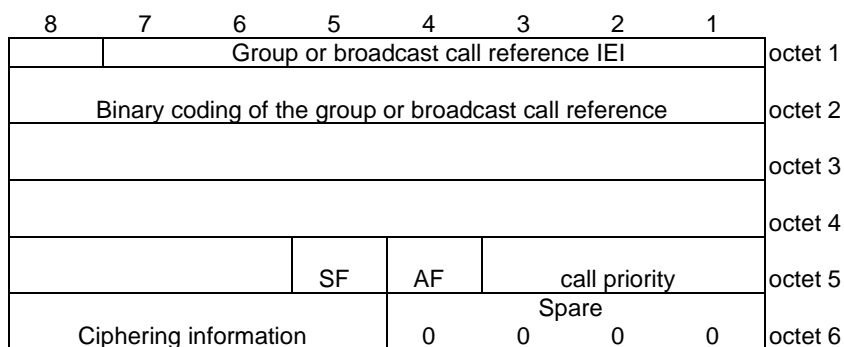 8 7 6 5 4 3 2 1
Group or broadcast call reference IEI octet 1
Binary coding of the group or broadcast call reference octet 2
octet 3
octet 4
SF AF call priority octet 5
Spare
Ciphering information 0 0 0 0 octet 6